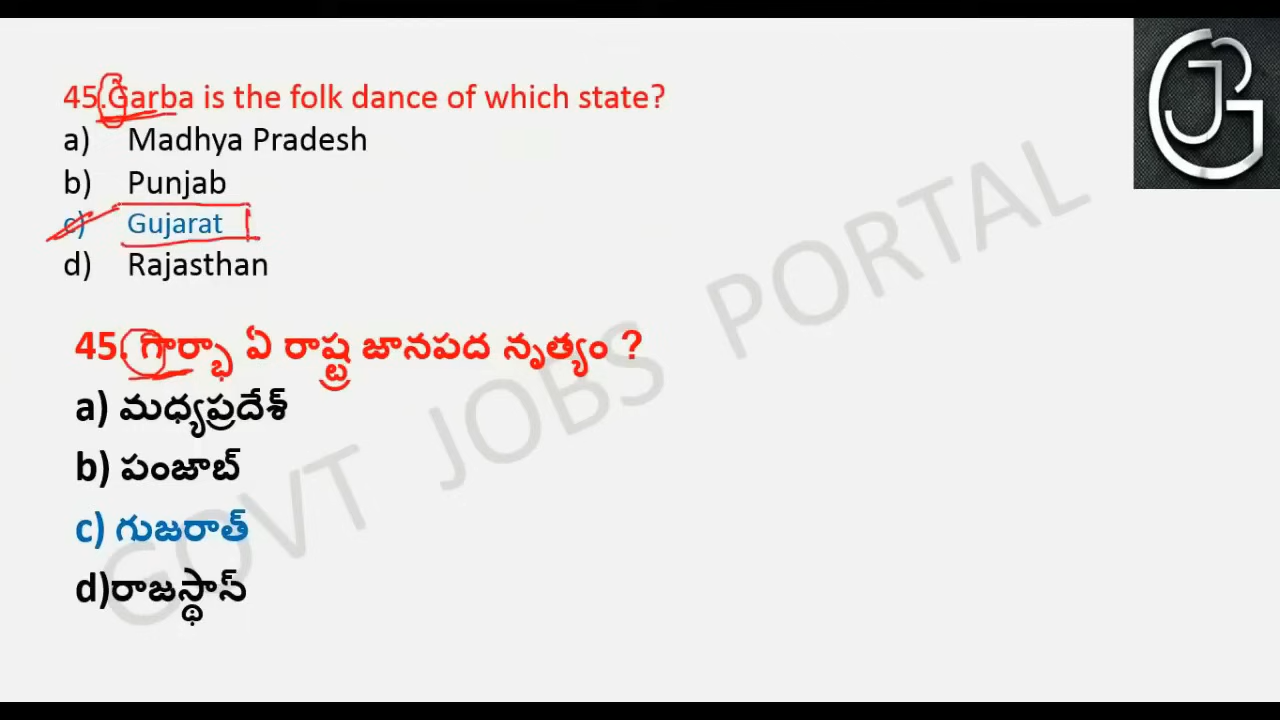 45.Garba is the folk dance of which state?
a) Madhya Pradesh
b) Punjab
c) Gujarat
d) Rajasthan
45. గార్భా ఏ రాష్ట్ర జానపద నృత్యం ?
a) మధ్యప్రదేశ్
b) పంజాబ్
c) గుజరాత్
d)రాజస్థాన్
GOVT JOBS PORTAL